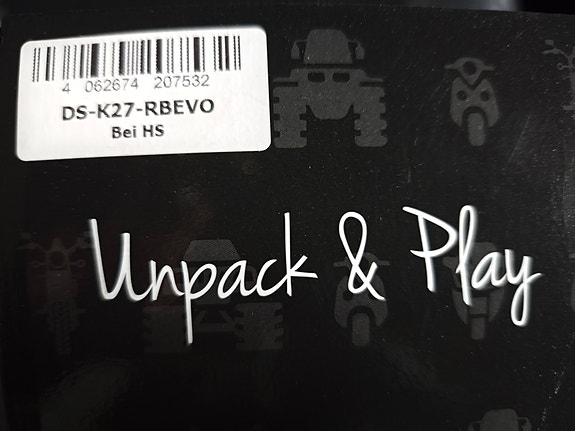 4 062674 207532
DS-K27-RBEVO
Bei HS
Unpack & Play